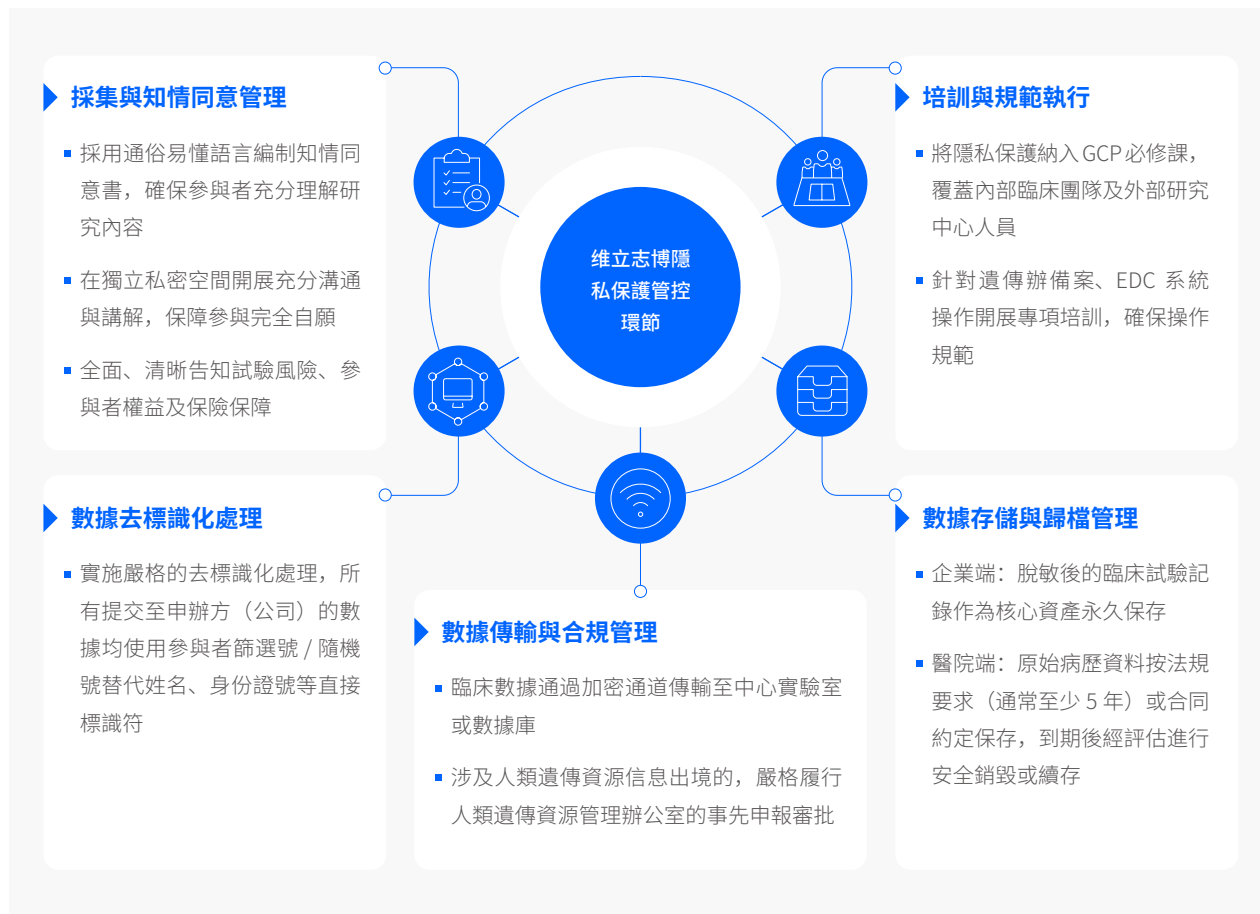 採集與知情同意管理
採用通俗易懂語言編制知情同
意書，確保參與者充分理解研
究內容
在獨立私密空間開展充分溝通
與講解，保障參與完全自願
全面、清晰告知試驗風險、參
與者權益及保險保障
维立志博隱
私保護管控
環節
培訓與規範執行
將隱私保護納入 GCP 必修課，
覆蓋內部臨床團隊及外部研究
中心人員
針對遺傳辦備案、EDC 系統
操作開展專項培訓，確保操作
規範
數據去標識化處理
實施嚴格的去標識化處理，所
有提交至申辦方（公司）的數
據均使用參與者篩選號 / 隨機
號替代姓名、身份證號等直接
標識符
數據傳輸與合規管理
臨床數據通過加密通道傳輸至中心實驗室
或數據庫
涉及人類遺傳資源信息出境的，嚴格履行
人類遺傳資源管理辦公室的事先申報審批
數據存儲與歸檔管理
企業端：脫敏後的臨床試驗記
錄作為核心資產永久保存
醫院端：原始病歷資料按法規
要求（通常至少 5 年）或合同
約定保存，到期後經評估進行
安全銷毀或續存